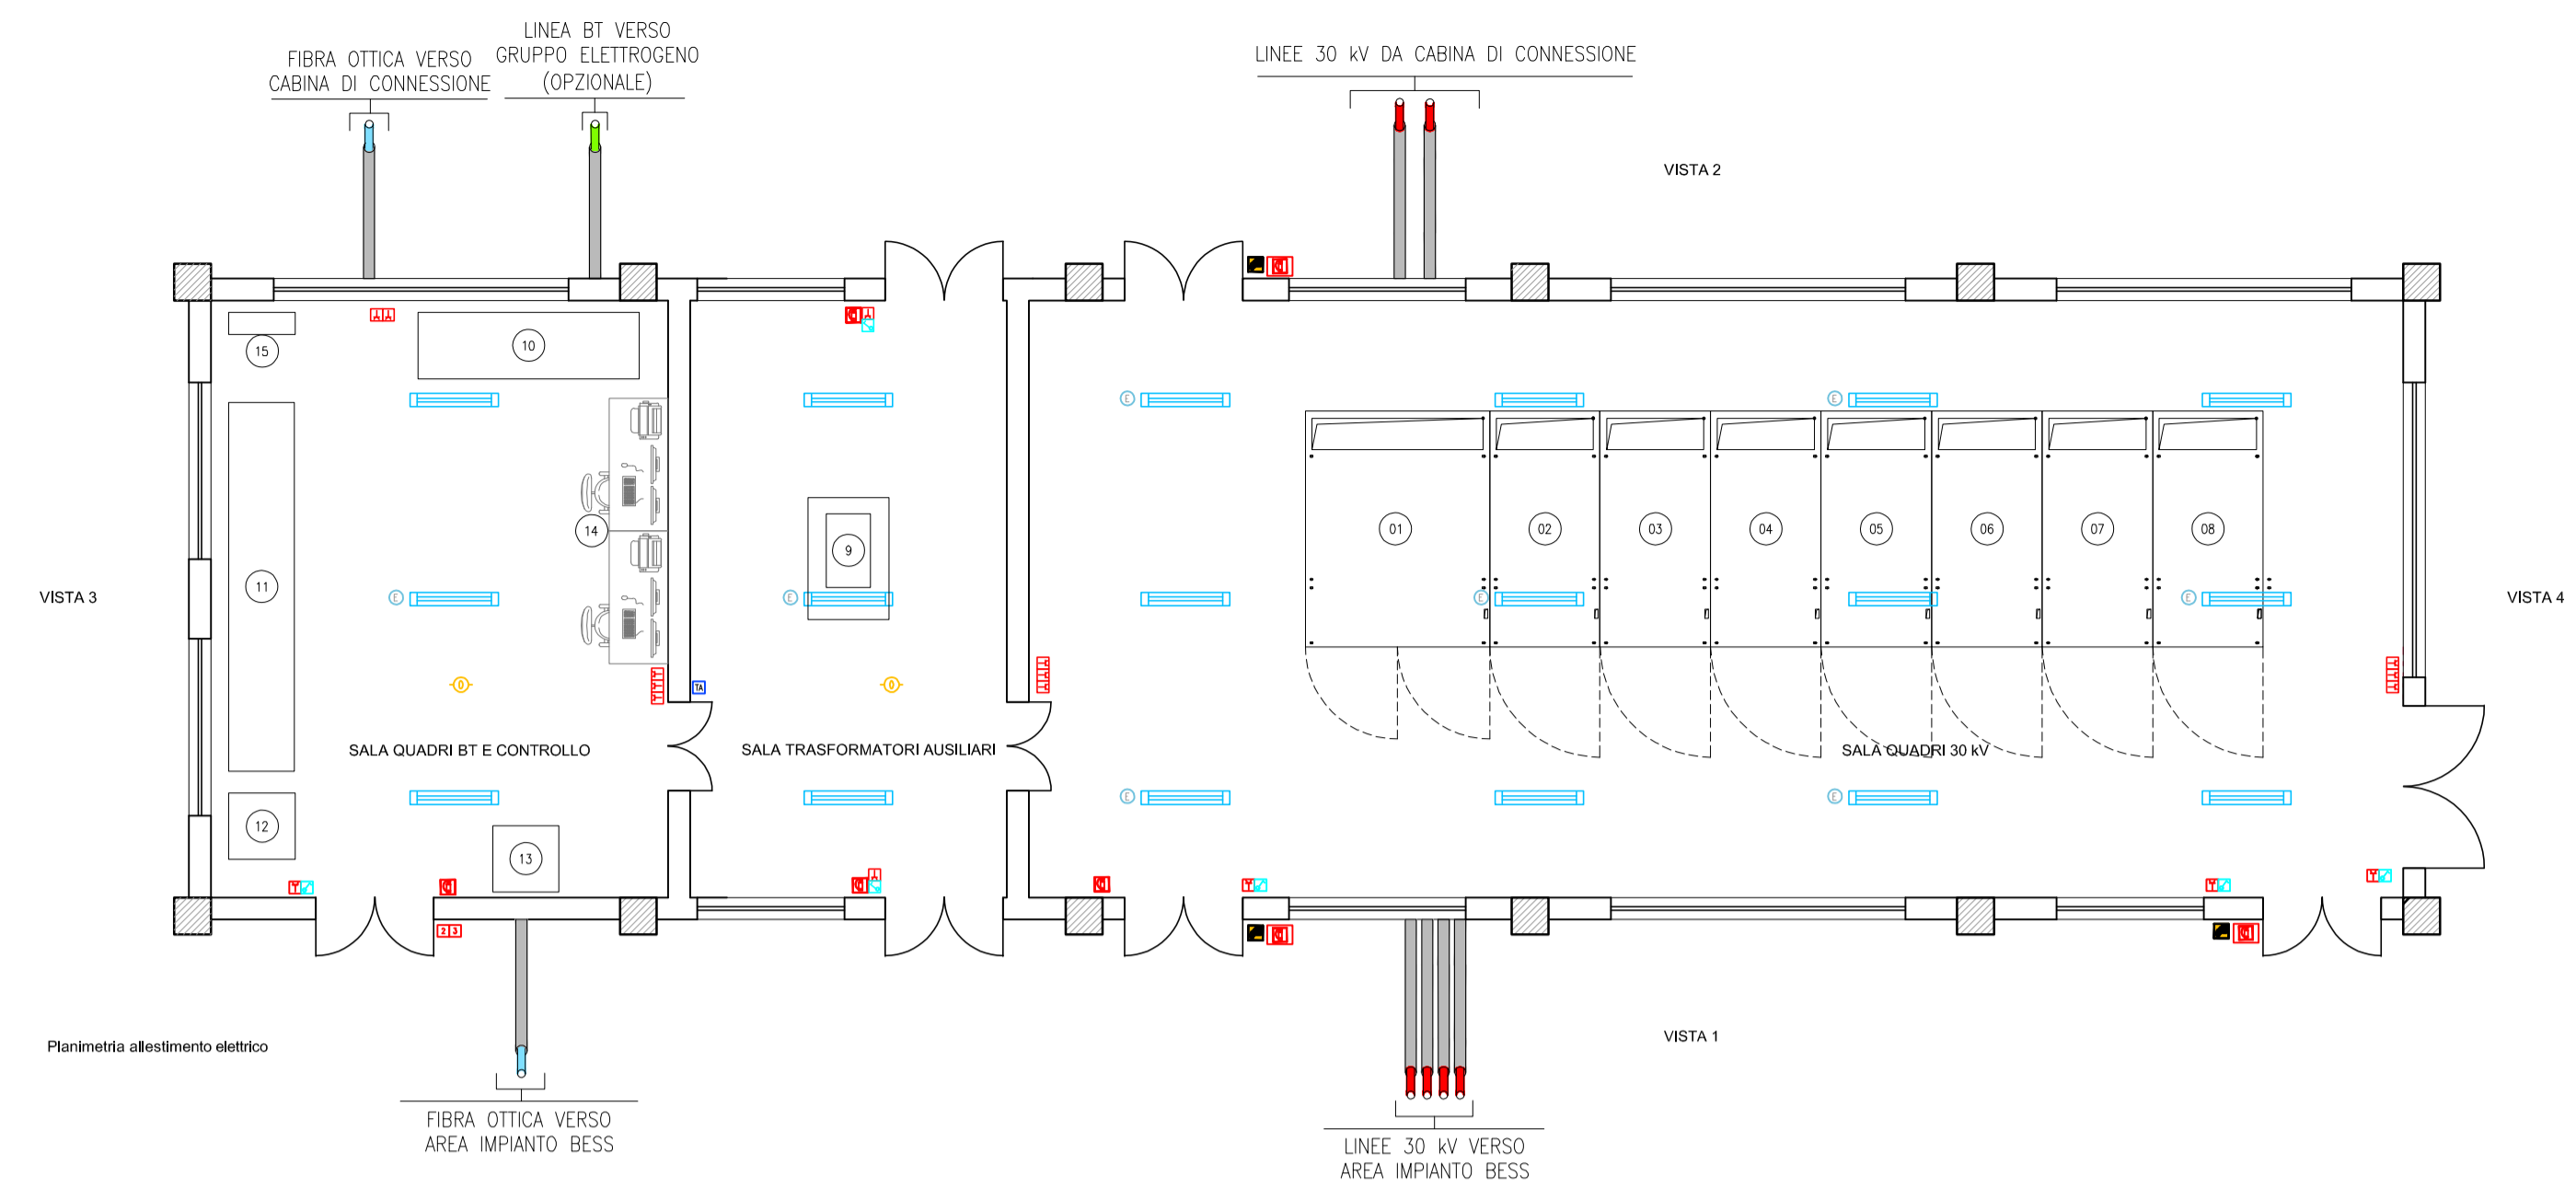 LINEA BT VERSO
GRUPPO ELETTROGENO
(OPZIONALE)
FIBRA OTTICA VERSO
CABINA DI CONNESSIONE
LINEE 30 kV DA CABINA DI CONNESSIONE
VISTA 2
15
10
14
11
9
01
02
03
04
05
06
07
08
E
E
E
E
E
E
E
E
VISTA 3
VISTA 4
TA
SALA QUADRI BT E CONTROLLO
SALA TRASFORMATORI AUSILIARI
SALA QUADRI 30 kV
12
13
2 3
VISTA 1
Planimetria allestimento elettrico
FIBRA OTTICA VERSO
AREA IMPIANTO BESS
LINEE 30 kV VERSO
AREA IMPIANTO BESS